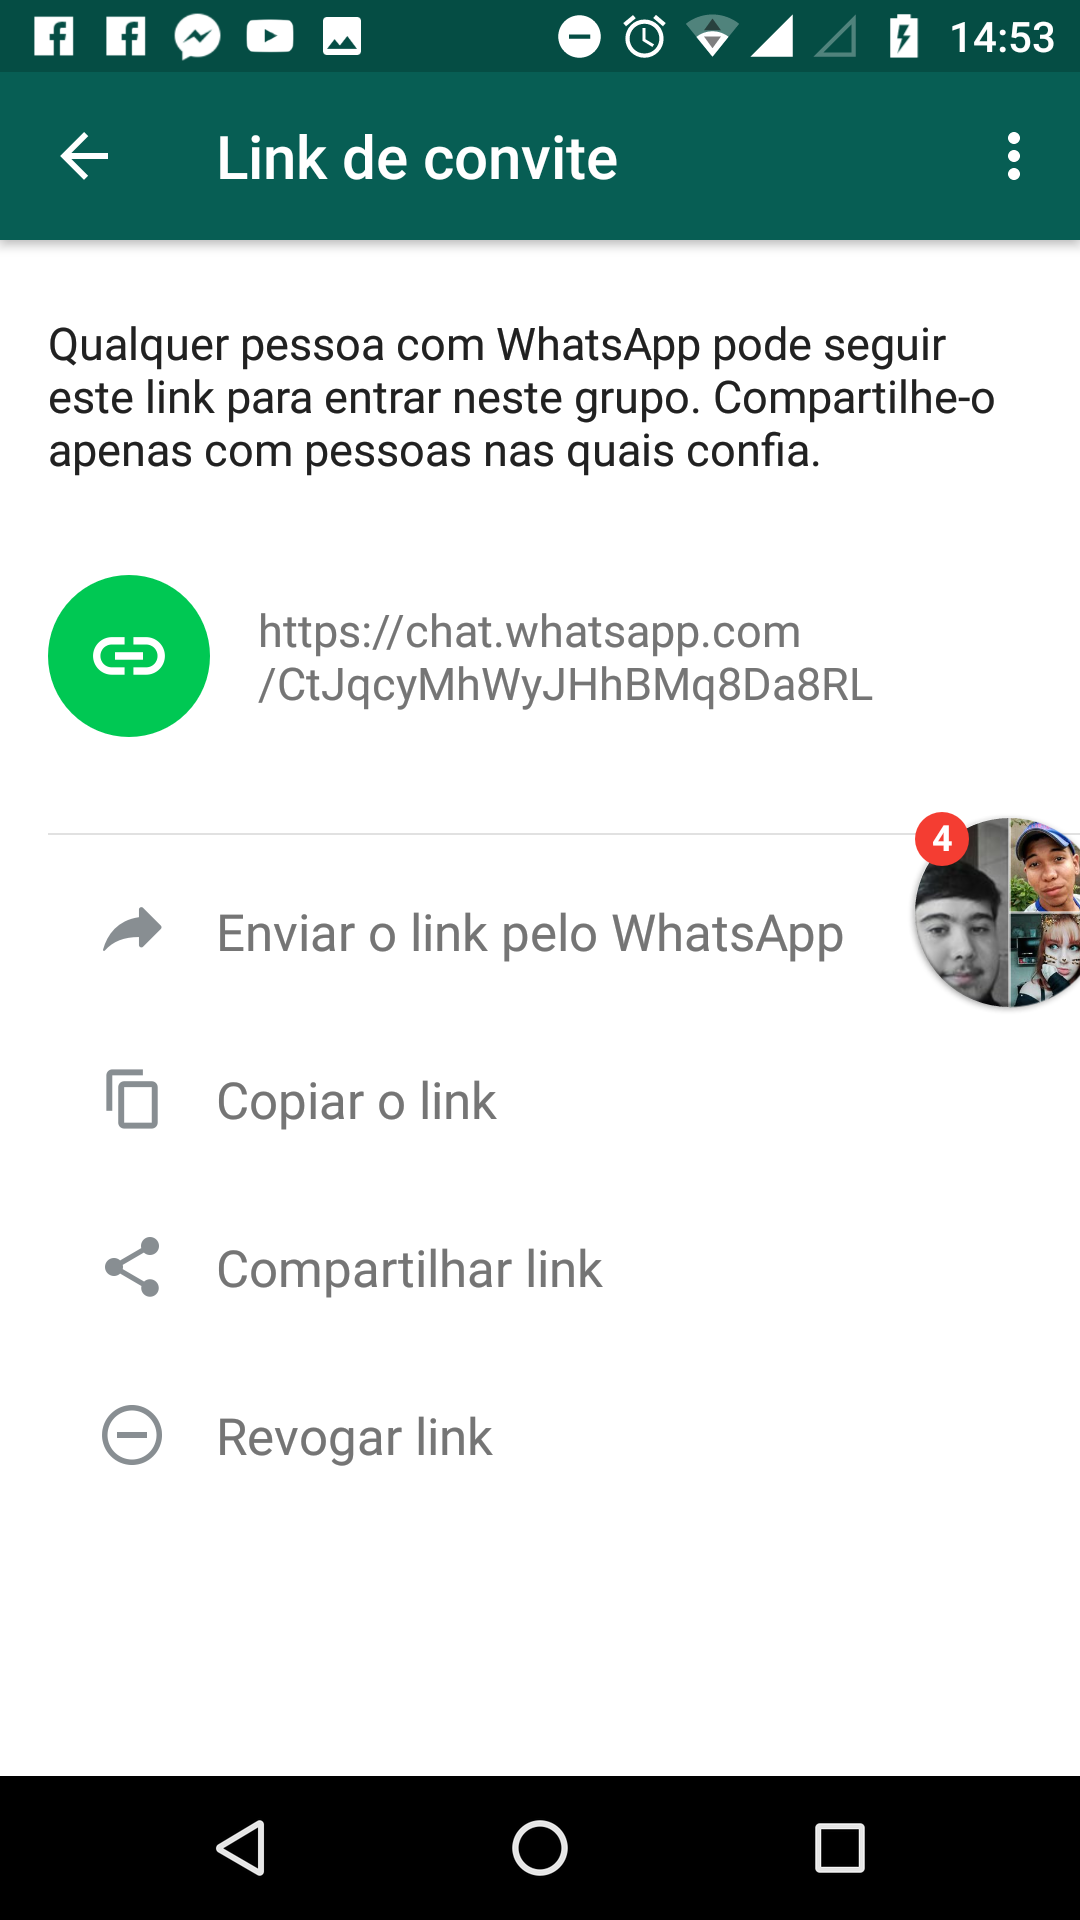 14:53
Link de convite
Qualquer pessoa com WhatsApp pode seguir
este link para entrar neste grupo. Compartilhe-o
apenas com pessoas nas quais confia.
https://chat.whatsapp.com
/CtJqcyMhWyJHhBMq8Da8RL
4
Enviar o link pelo WhatsApp
Copiar o link
Compartilhar link
Revogar link